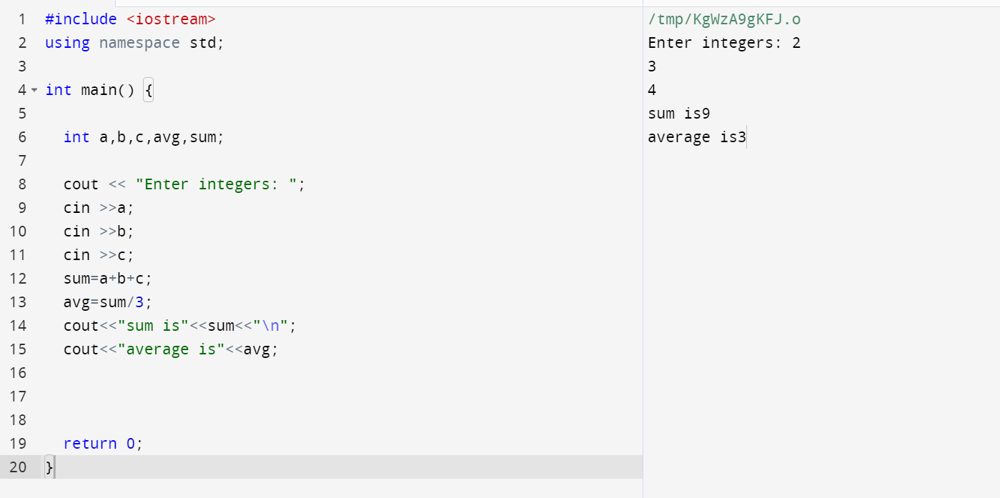 1 #include <iostream>
2 using namespace std;
3
4 int main() {
5
6 int a,b,c,avg,sum;
7
8 cout << "Enter integers: ";
9 cin >>a;
10 cin >>b;
11 cin >>c;
12 sum=a+b+c;
13 avg=sum/3;
14 cout<<"sum is"<<sum<<"\n";
15 cout<<"average is"<<avg;
16
17
18
19 return 0;
20 }
/tmp/KgWzA9gKFJ.o
Enter integers: 2
3
4
sum is9
average is3